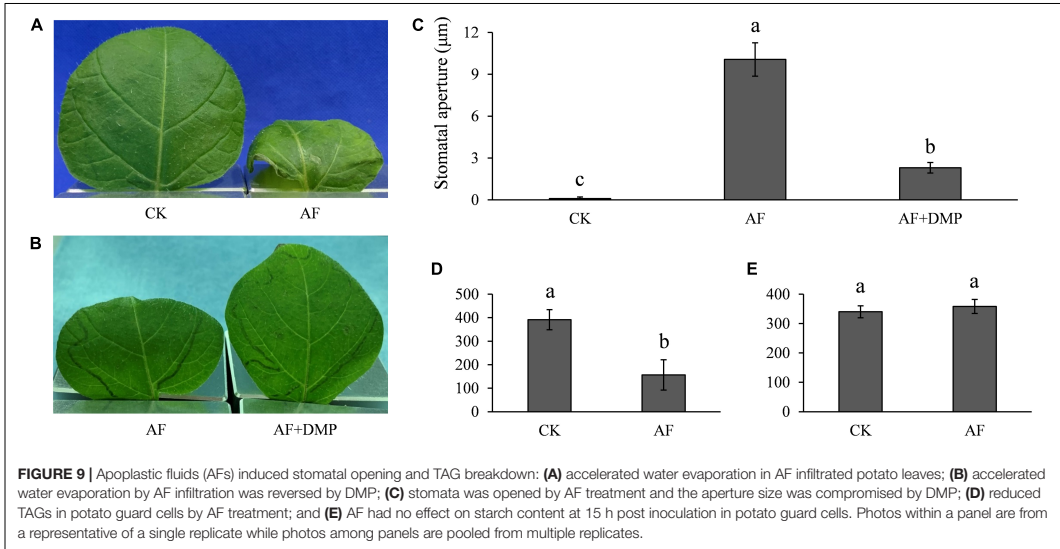 A
CK
AF
B
AF
AF+DMP
C
Stomatal aperture (μm)
12
9
6
3
0
c
a
b
CK
AF
AF+DMP
D
500
400
300
200
100
0
a
b
CK
AF
E
400
300
200
100
0
a
a
CK
AF
FIGURE 9 | Apoplastic fluids (AFs) induced stomatal opening and TAG breakdown: (A) accelerated water evaporation in AF infiltrated potato leaves; (B) accelerated
water evaporation by AF infiltration was reversed by DMP; (C) stomata was opened by AF treatment and the aperture size was compromised by DMP; (D) reduced
TAGs in potato guard cells by AF treatment; and (E) AF had no effect on starch content at 15 h post inoculation in potato guard cells. Photos within a panel are from
a representative of a single replicate while photos among panels are pooled from multiple replicates.